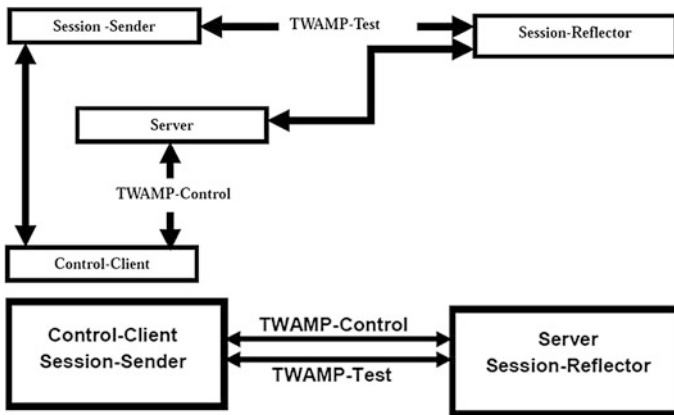 Session -Sender
TWAMP-Test
Session-Reflector
Server
TWAMP-Control
Control-Client
Control-Client
Session-Sender
TWAMP-Control
TWAMP-Test
Server
Session-Reflector